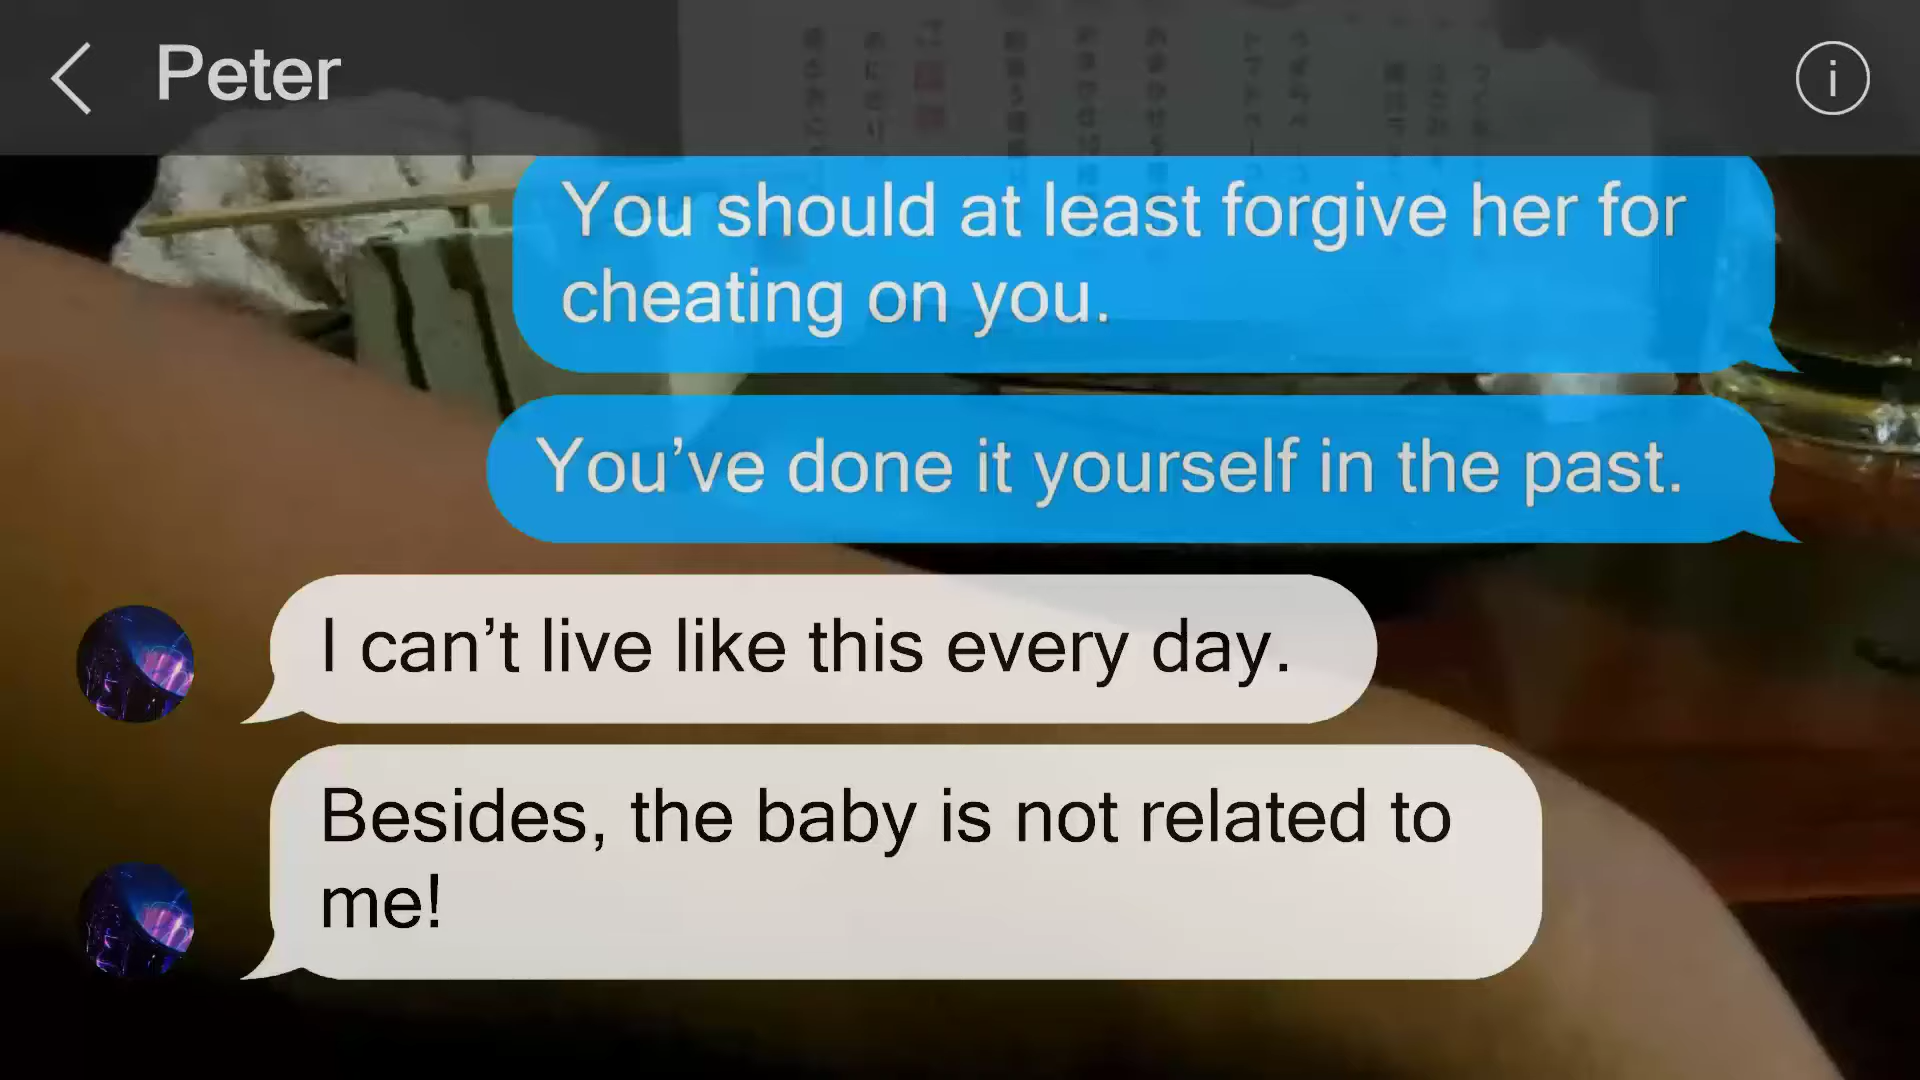 Peter
You should at least forgive her for
cheating on you.
You’ve done it yourself in the past.
I can’t live like this every day.
Besides, the baby is not related to
me!